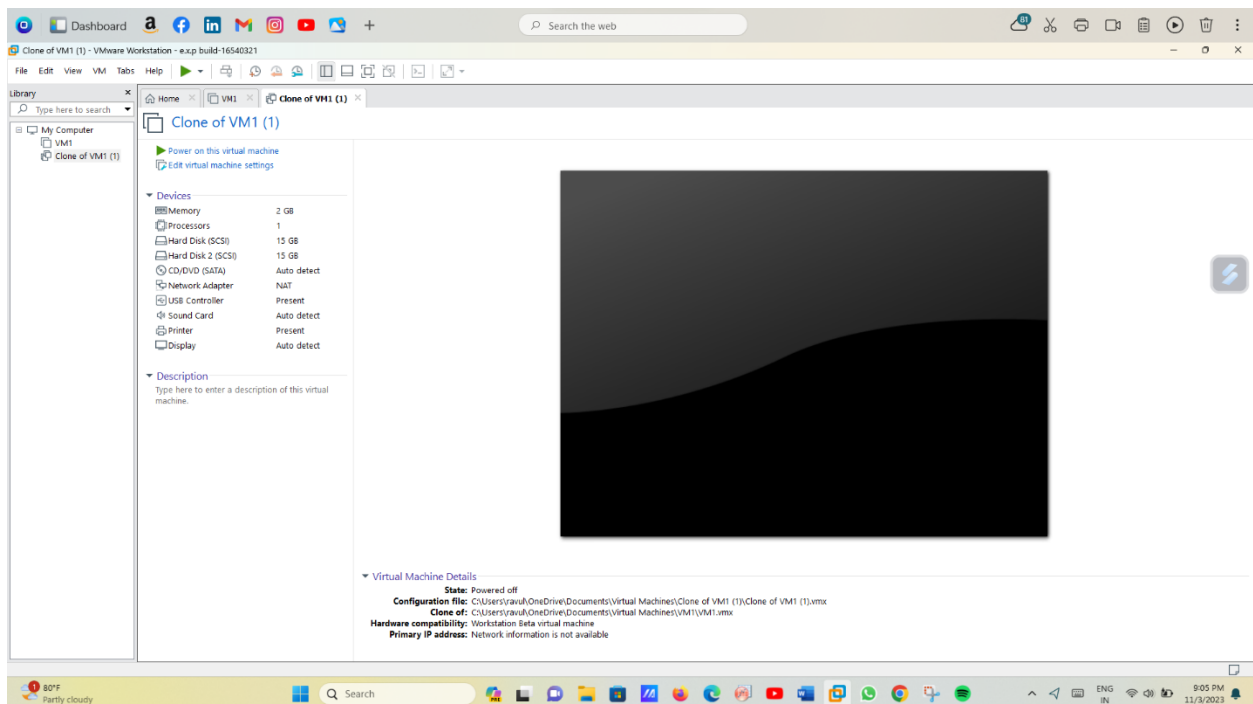 Dashboard
Search the web
81
Clone of VM1 (1) - VMware Workstation - e.x.p build-16540321
File Edit View VM Tabs Help
Library
Type here to search
Home VM1 Clone of VM1 (1)
My Computer
VM1
Clone of VM1 (1)
Clone of VM1 (1)
Power on this virtual machine
Edit virtual machine settings
Devices
Memory 2 GB
Processors 1
Hard Disk (SCSI) 15 GB
Hard Disk 2 (SCSI) 15 GB
CD/DVD (SATA) Auto detect
Network Adapter NAT
USB Controller Present
Sound Card Auto detect
Printer Present
Display Auto detect
Description
Type here to enter a description of this virtual
machine.
Virtual Machine Details
State: Powered off
Configuration file: C:\Users\ravul\OneDrive\Documents\Virtual Machines\Clone of VM1 (1)\Clone of VM1 (1).vmx
Clone of: C:\Users\ravul\OneDrive\Documents\Virtual Machines\VM1\VM1.vmx
Hardware compatibility: Workstation Beta virtual machine
Primary IP address: Network information is not available
1
80°F
Partly cloudy
Search
PRE
ENG
IN
9:05 PM
11/3/2023